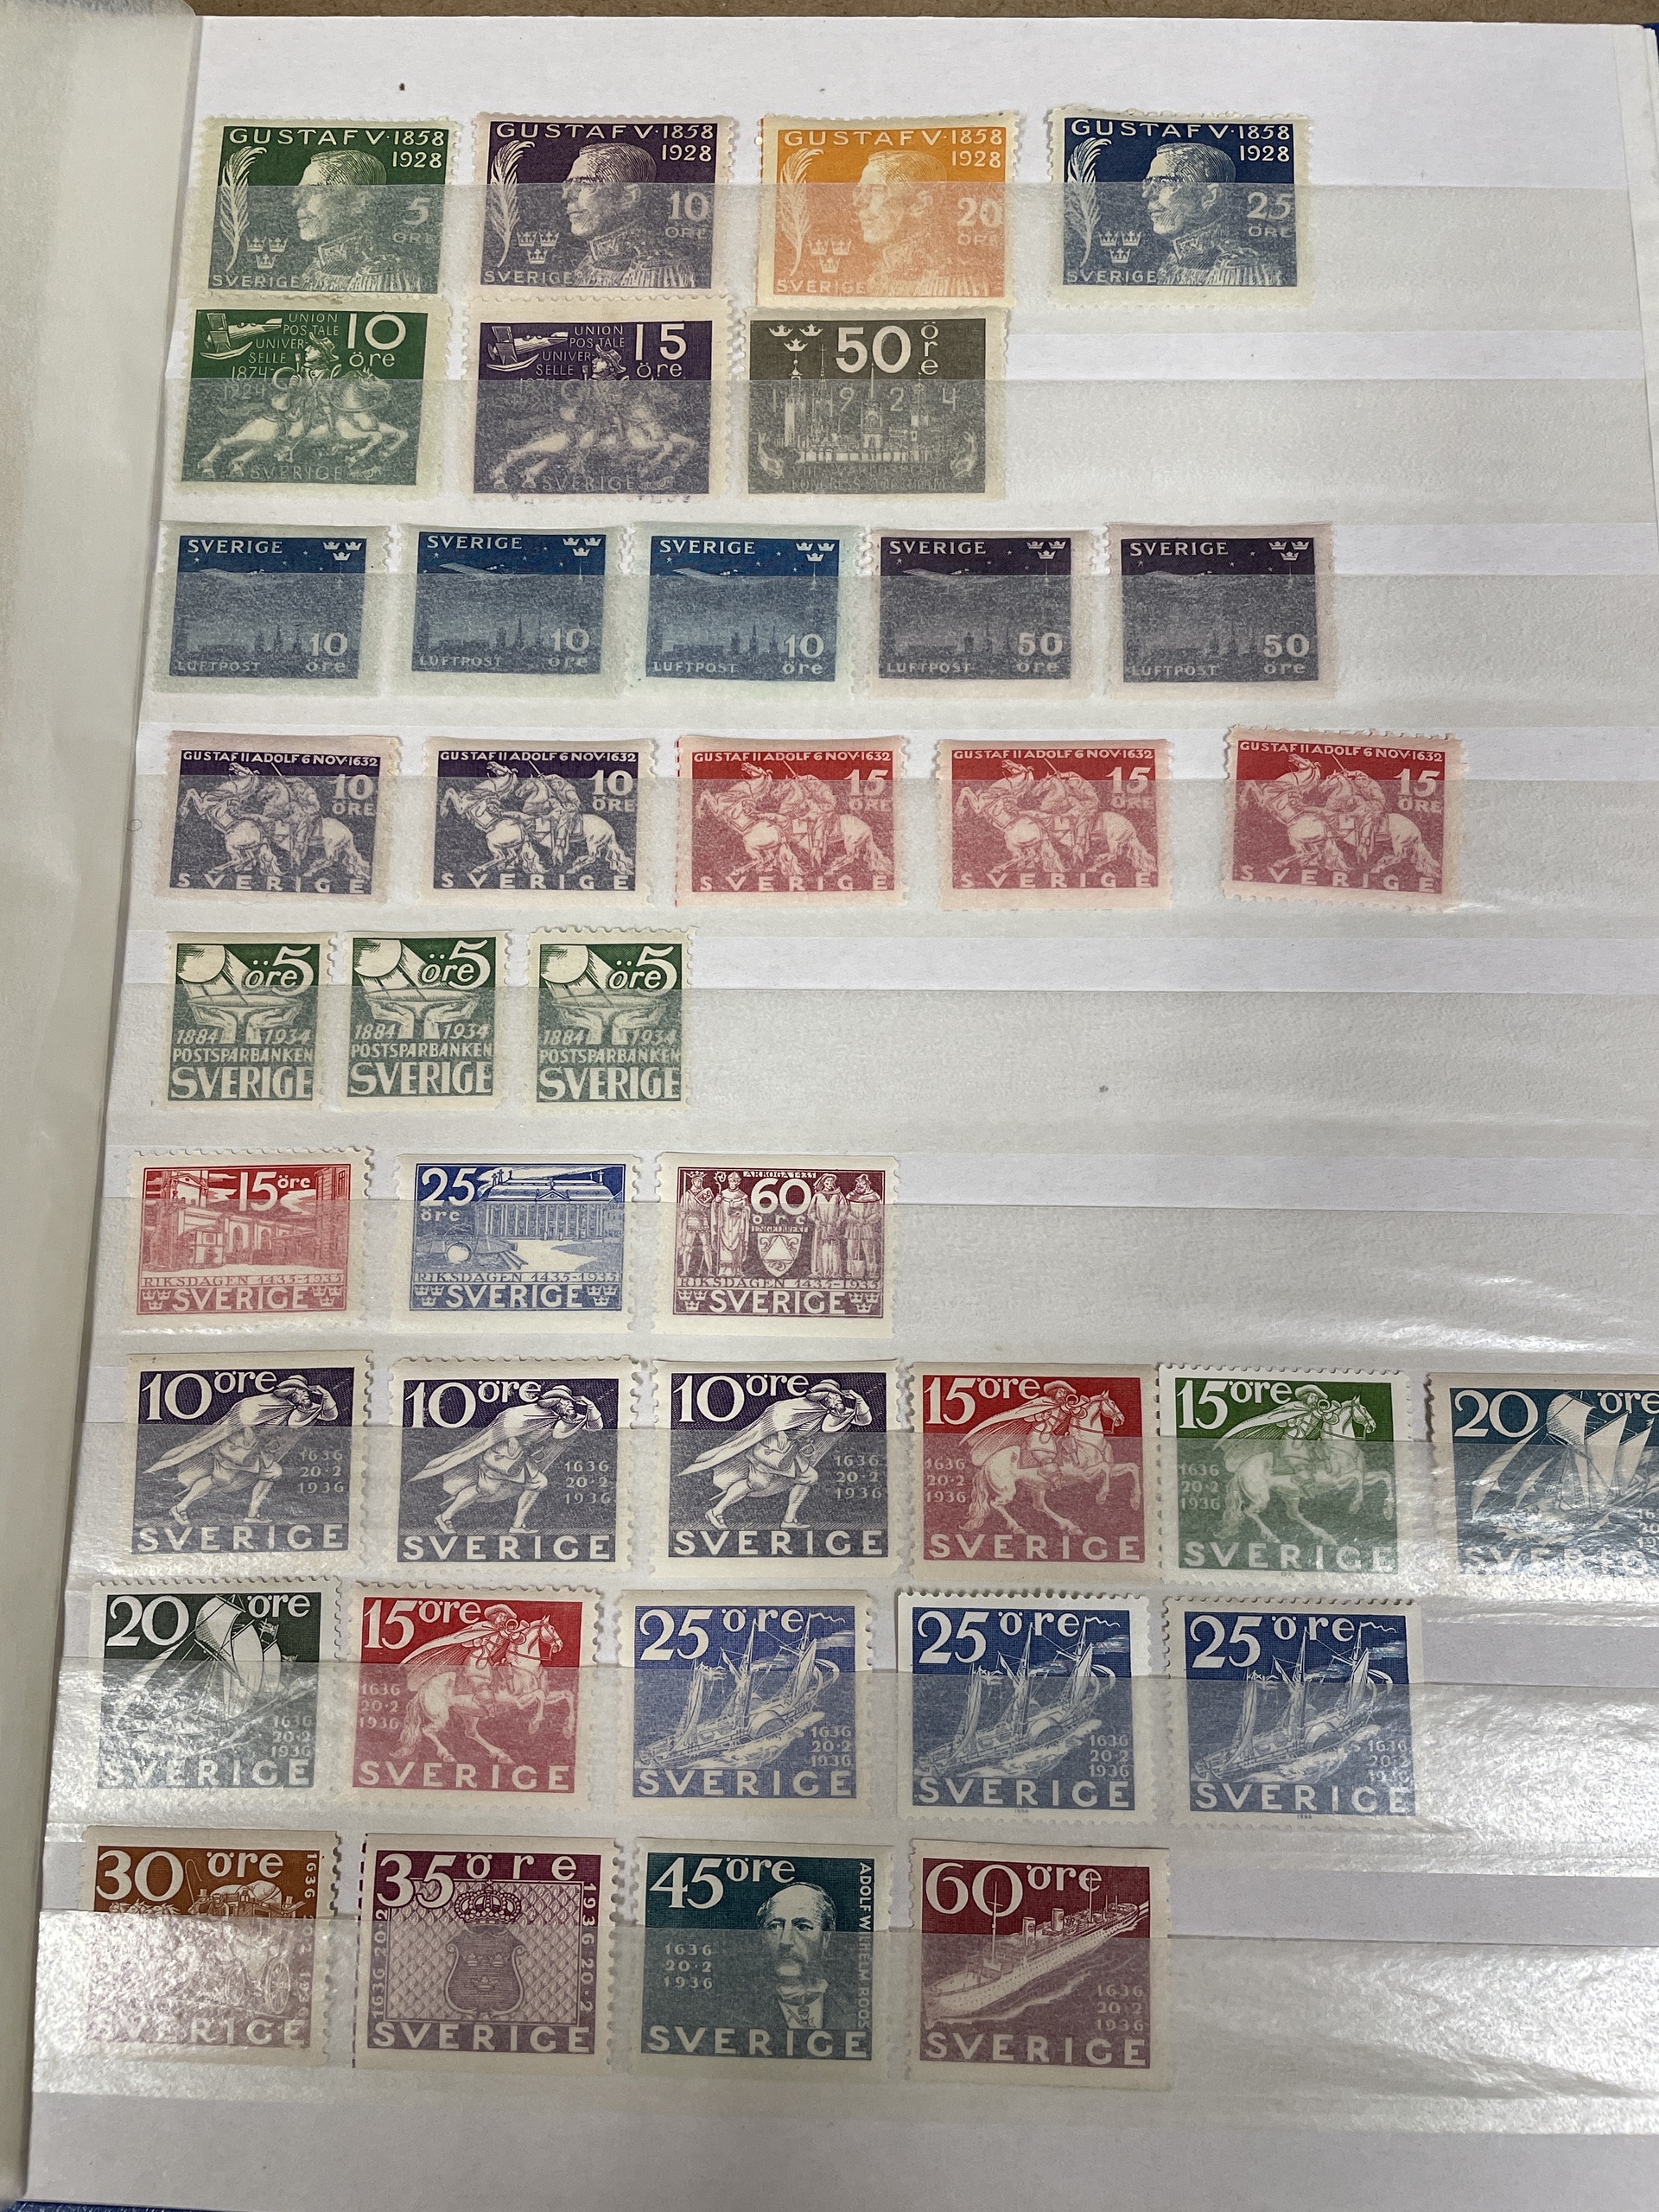 GUSTAF V·1858
1928
5
ÖRE
SVERIGE
GUSTAF V·1858
1928
10
ÖRE
SVERIGE
GUSTAF V·1858
1928
20
ÖRE
SVERIGE
GUSTAF V·1858
1928
25
ÖRE
SVERIGE
UNION
POSTALE
UNIVER-
SELLE
1874-
1924
10
öre
SVERIGE
UNION
POSTALE
UNIVER-
SELLE
1874-
15
öre
SVERIGE
50 öre
1924
SVERIGE
10
LUFTPOST öre
SVERIGE
10
LUFTPOST öre
SVERIGE
10
LUFTPOST öre
SVERIGE
50
LUFTPOST öre
SVERIGE
50
LUFTPOST öre
GUSTAF II ADOLF 6 NOV·1632
10
ÖRE
SVERIGE
GUSTAF II ADOLF 6 NOV·1632
10
ÖRE
SVERIGE
GUSTAF II ADOLF 6 NOV·1632
15
ÖRE
SVERIGE
GUSTAF II ADOLF 6 NOV·1632
15
ÖRE
SVERIGE
GUSTAF II ADOLF 6 NOV·1632
15
ÖRE
SVERIGE
öre 5
1884 1934
POSTSPARBANKEN
SVERIGE
öre 5
1884 1934
POSTSPARBANKEN
SVERIGE
öre 5
1884 1934
POSTSPARBANKEN
SVERIGE
15 öre
RIKSDAGEN 1435-1935
SVERIGE
25
öre
RIKSDAGEN 1435-1935
SVERIGE
ARBOGA 1435
60
öre
ENGELBREKT
RIKSDAGEN 1435-1935
SVERIGE
10 öre
1636
20·2
1936
SVERIGE
10 öre
1636
20·2
1936
SVERIGE
10 öre
1636
20·2
1936
SVERIGE
15 öre
1636
20·2
1936
SVERIGE
15 öre
1636
20·2
1936
SVERIGE
20 öre
SVERIG
20 öre
1636
20·2
1936
SVERIGE
15 öre
1636
20·2
1936
SVERIGE
25 öre
1636
20·2
1936
SVERIGE
25 öre
1636
20·2
1936
SVERIGE
25 öre
1636
20·2
1936
SVERIGE
30 öre
1636 20·2 1936
SVERIGE
35 öre
1636 20·2
1936 20·2
SVERIGE
45 öre
1636
20·2
1936
ADOLF WILHELM ROOS
SVERIGE
60 öre
1636
20·2
1936
SVERIGE